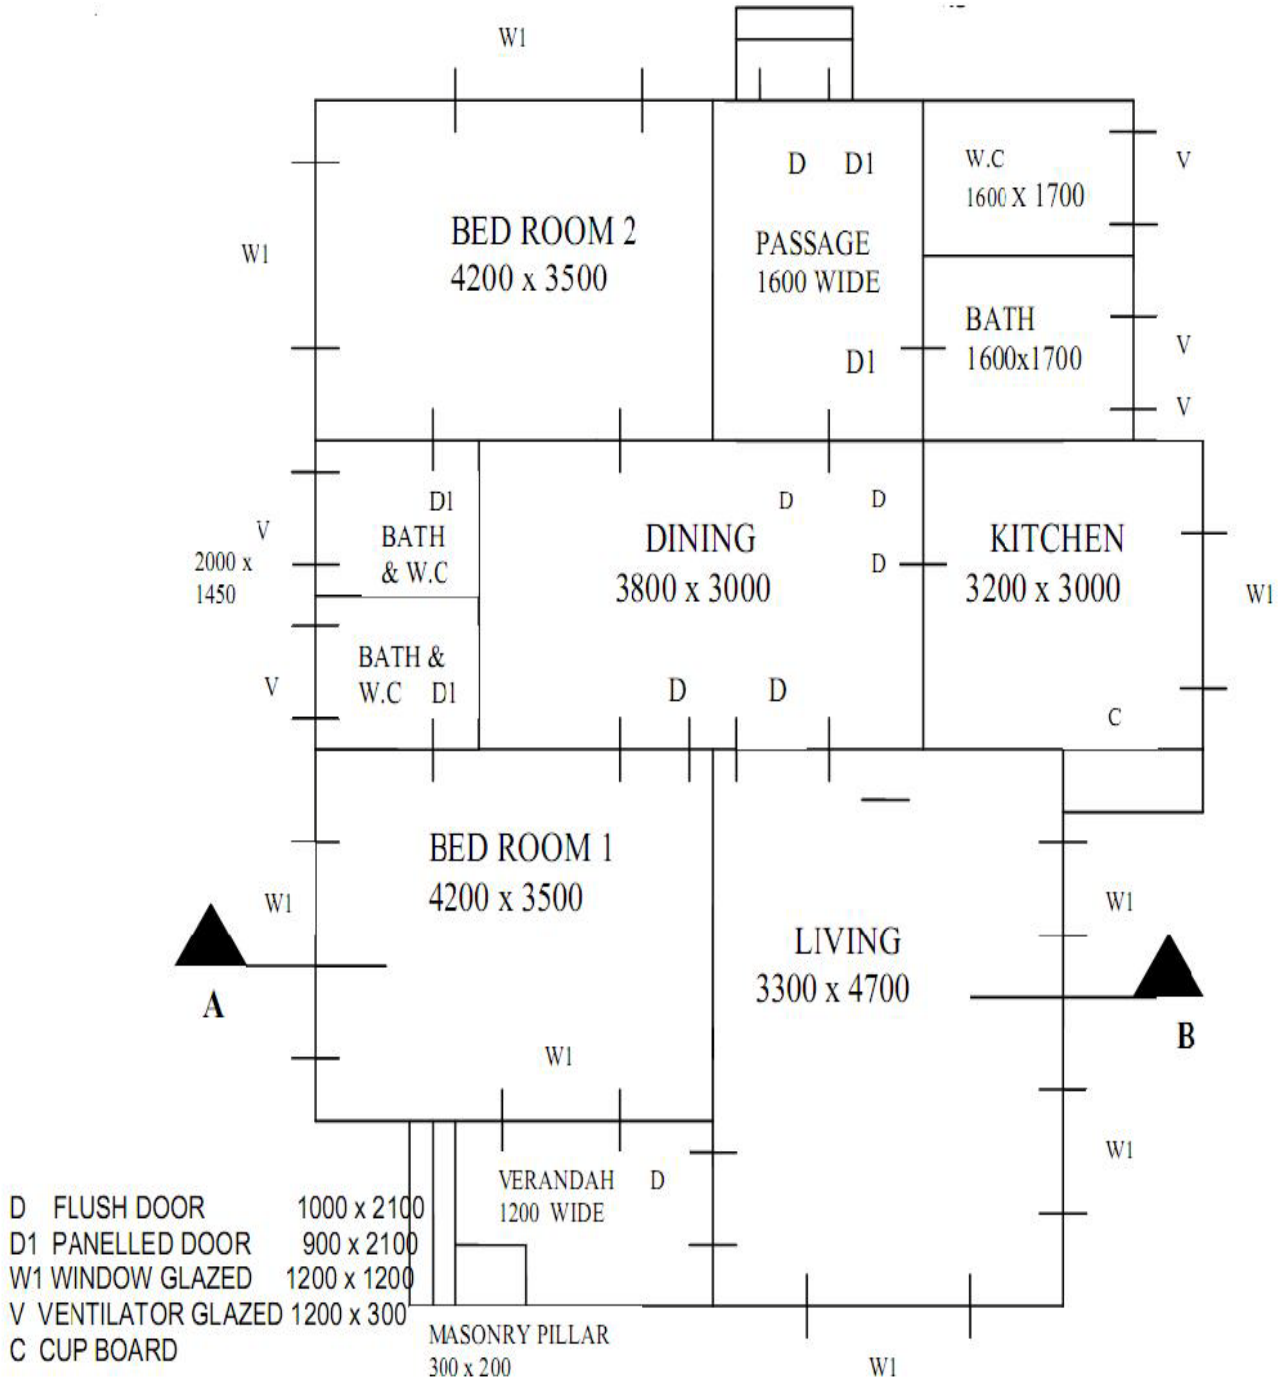 W1
D D1
W.C
1600 X 1700
V
BED ROOM 2
4200 x 3500
W1
PASSAGE
1600 WIDE
BATH
1600x1700
V
D1
V
D1
BATH
& W.C
V
2000 x
1450
D D
DINING
3800 x 3000
D
KITCHEN
3200 x 3000
W1
BATH &
W.C D1
V
D D
C
BED ROOM 1
4200 x 3500
W1
W1
A
LIVING
3300 x 4700
B
W1
W1
VERANDAH D
1200 WIDE
D FLUSH DOOR 1000 x 2100
D1 PANELLED DOOR 900 x 2100
W1 WINDOW GLAZED 1200 x 1200
V VENTILATOR GLAZED 1200 x 300
C CUP BOARD
MASONRY PILLAR
300 x 200
W1